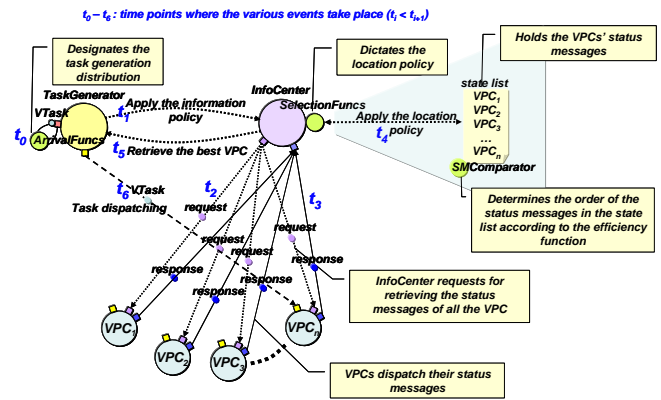 t0 – t6 : time points where the various events take place (ti < ti+1)
Designates the
task generation
distribution
Dictates the
location policy
Holds the VPCs' status
messages
TaskGenerator
InfoCenter
state list
VTask
t1
Apply the information
policy
SelectionFuncs
VPC1
VPC2
VPC3
...
VPCn
t0
ArrivalFuncs
Apply the location
policy
t4
t5
Retrieve the best VPC
SMComparator
t6
VTask
Task dispatching
t2
t3
request
request
request
request
Determines the order of the
status messages in the state
list according to the efficiency
function
response
response
response
response
InfoCenter requests for
retrieving the status
messages of all the VPC
VPC1
VPC2
VPC3
VPCn
VPCs dispatch their status
messages